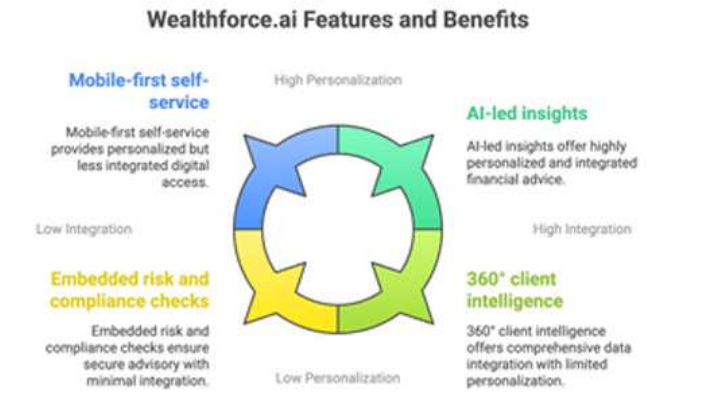 Wealthforce.ai Features and Benefits
High Personalization
Mobile-first self-
service
Mobile-first self-service
provides personalized but
less integrated digital
access.
AI-led insights
AI-led insights offer highly
personalized and integrated
financial advice.
Low Integration
High Integration
Embedded risk and
compliance checks
Embedded risk and
compliance checks ensure
secure advisory with
minimal integration.
360° client
intelligence
360° client intelligence
offers comprehensive data
integration with limited
personalization.
Low Personalization